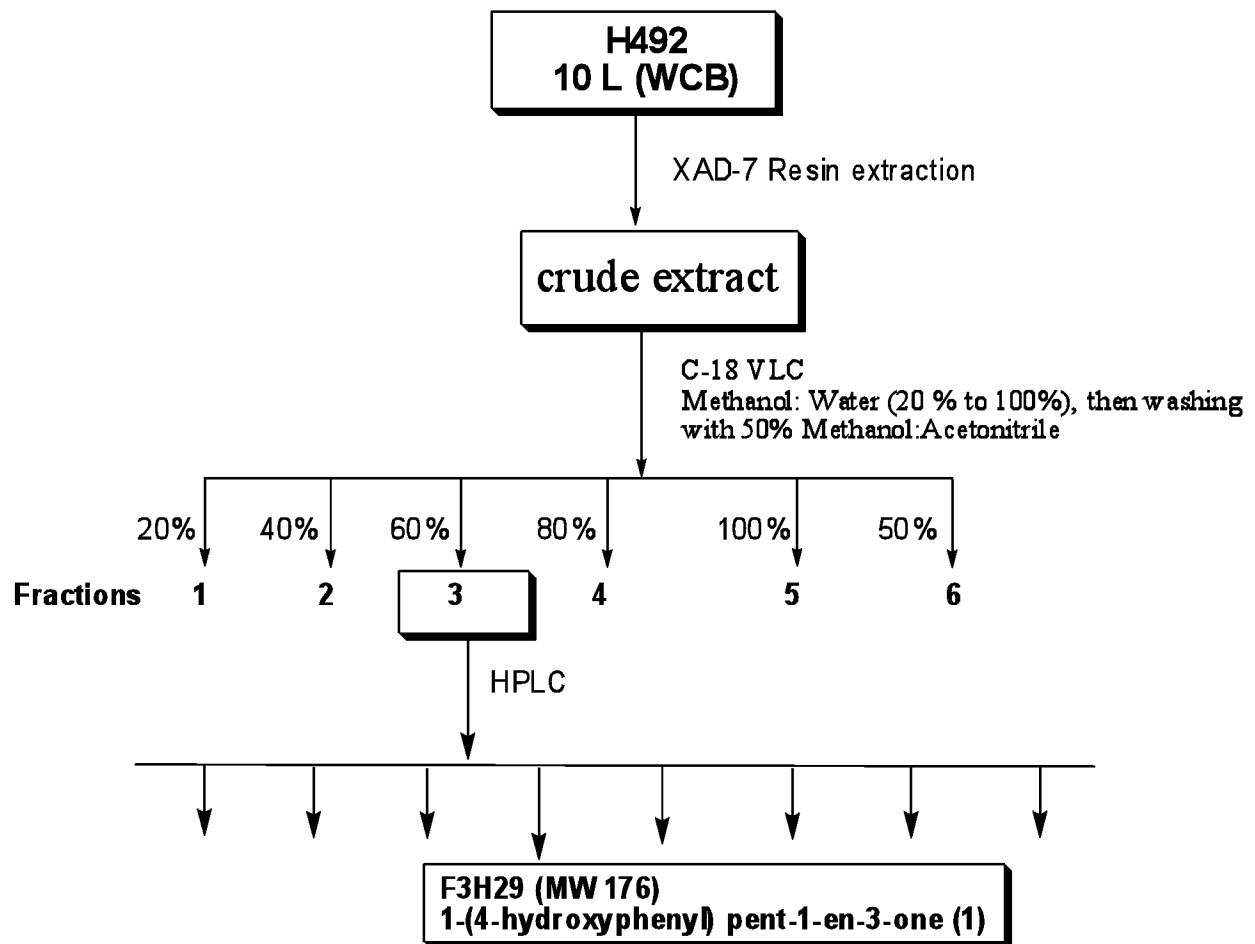 H492
10 L (WCB)
XAD-7 Resin extraction
crude extract
C-18 VLC
Methanol: Water (20 % to 100%), then washing
with 50% Methanol:Acetonitrile
20% 40% 60% 80% 100% 50%
Fractions 1 2 3 4 5 6
HPLC
F3H29 (MW 176)
1-(4-hydroxyphenyl) pent-1-en-3-one (1)